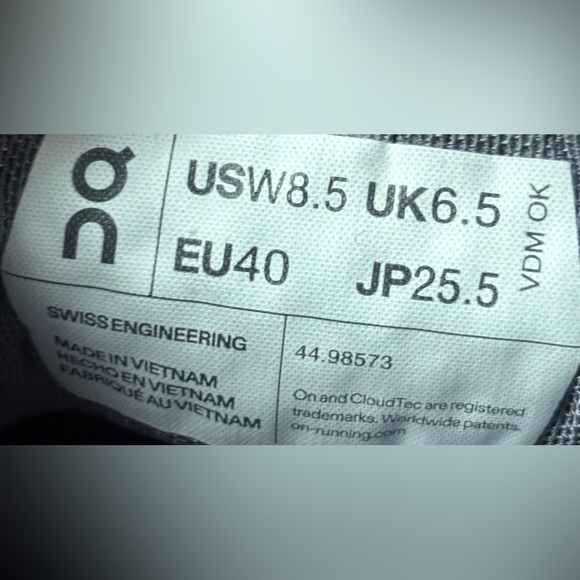 On
USW8.5 UK6.5
EU40 JP25.5
VDM OK
SWISS ENGINEERING
MADE IN VIETNAM
HECHO EN VIETNAM
FABRIQUÉ AU VIETNAM
44.98573
On and CloudTec are registered
trademarks. Worldwide patents.
on-running.com